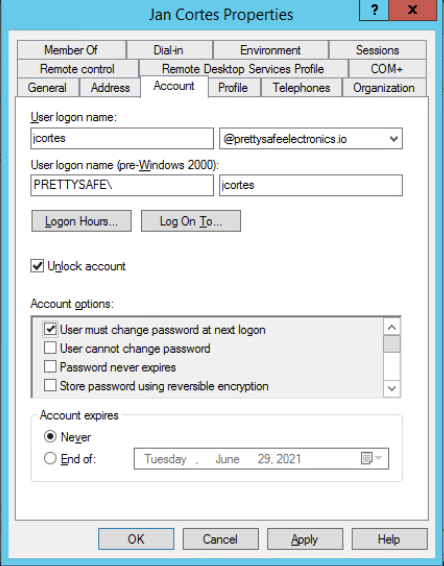 Jan Cortes Properties
? x
Member Of Dial-in Environment Sessions
Remote control Remote Desktop Services Profile COM+
General Address Account Profile Telephones Organization
User logon name:
jcortes @prettysafeelectronics.io
User logon name (pre-Windows 2000):
PRETTYSAFE\ jcortes
Logon Hours... Log On To...
Unlock account
Account options:
User must change password at next logon
User cannot change password
Password never expires
Store password using reversible encryption
Account expires
Never
End of: Tuesday , June 29, 2021
OK Cancel Apply Help